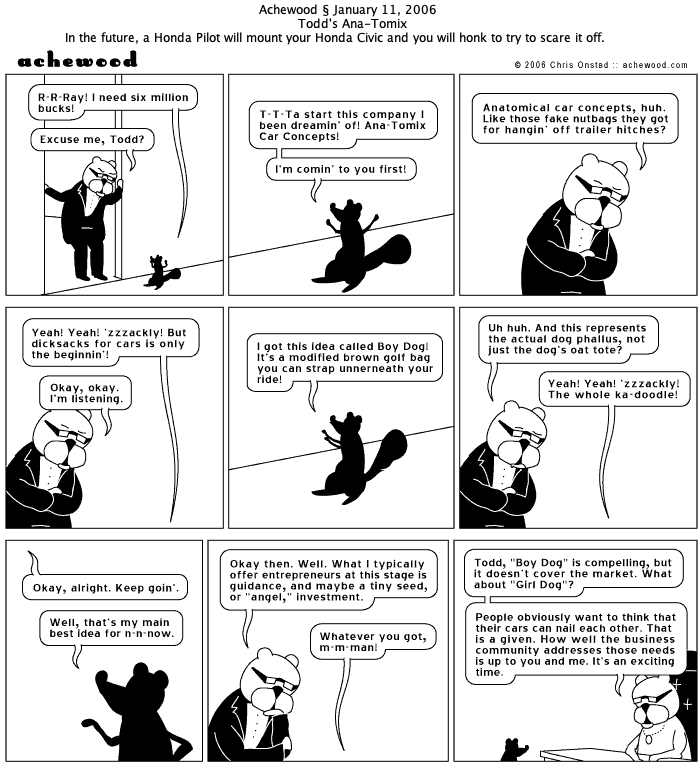 Achewood § January 11, 2006
Todd's Ana-Tomix
In the future, a Honda Pilot will mount your Honda Civic and you will honk to try to scare it off.
achewood
© 2006 Chris Onstad :: achewood.com
R-R-Ray! I need six million
bucks!
Excuse me, Todd?
T-T-Ta start this company I
been dreamin' of! Ana-Tomix
Car Concepts!
I'm comin' to you first!
Anatomical car concepts, huh.
Like those fake nutbags they got
for hangin' off trailer hitches?
Yeah! Yeah! 'zzzackly! But
dicksacks for cars is only
the beginnin'!
Okay, okay.
I'm listening.
I got this idea called Boy Dog!
It's a modified brown golf bag
you can strap unnerneath your
ride!
Uh huh. And this represents
the actual dog phallus, not
just the dog's oat tote?
Yeah! Yeah! 'zzzackly!
The whole ka-doodle!
Okay, alright. Keep goin'.
Well, that's my main
best idea for n-n-now.
Okay then. Well. What I typically
offer entrepreneurs at this stage is
guidance, and maybe a tiny seed,
or "angel," investment.
Whatever you got,
m-m-man!
Todd, "Boy Dog" is compelling, but
it doesn't cover the market. What
about "Girl Dog"?
People obviously want to think that
their cars can nail each other. That
is a given. How well the business
community addresses those needs
is up to you and me. It's an exciting
time.